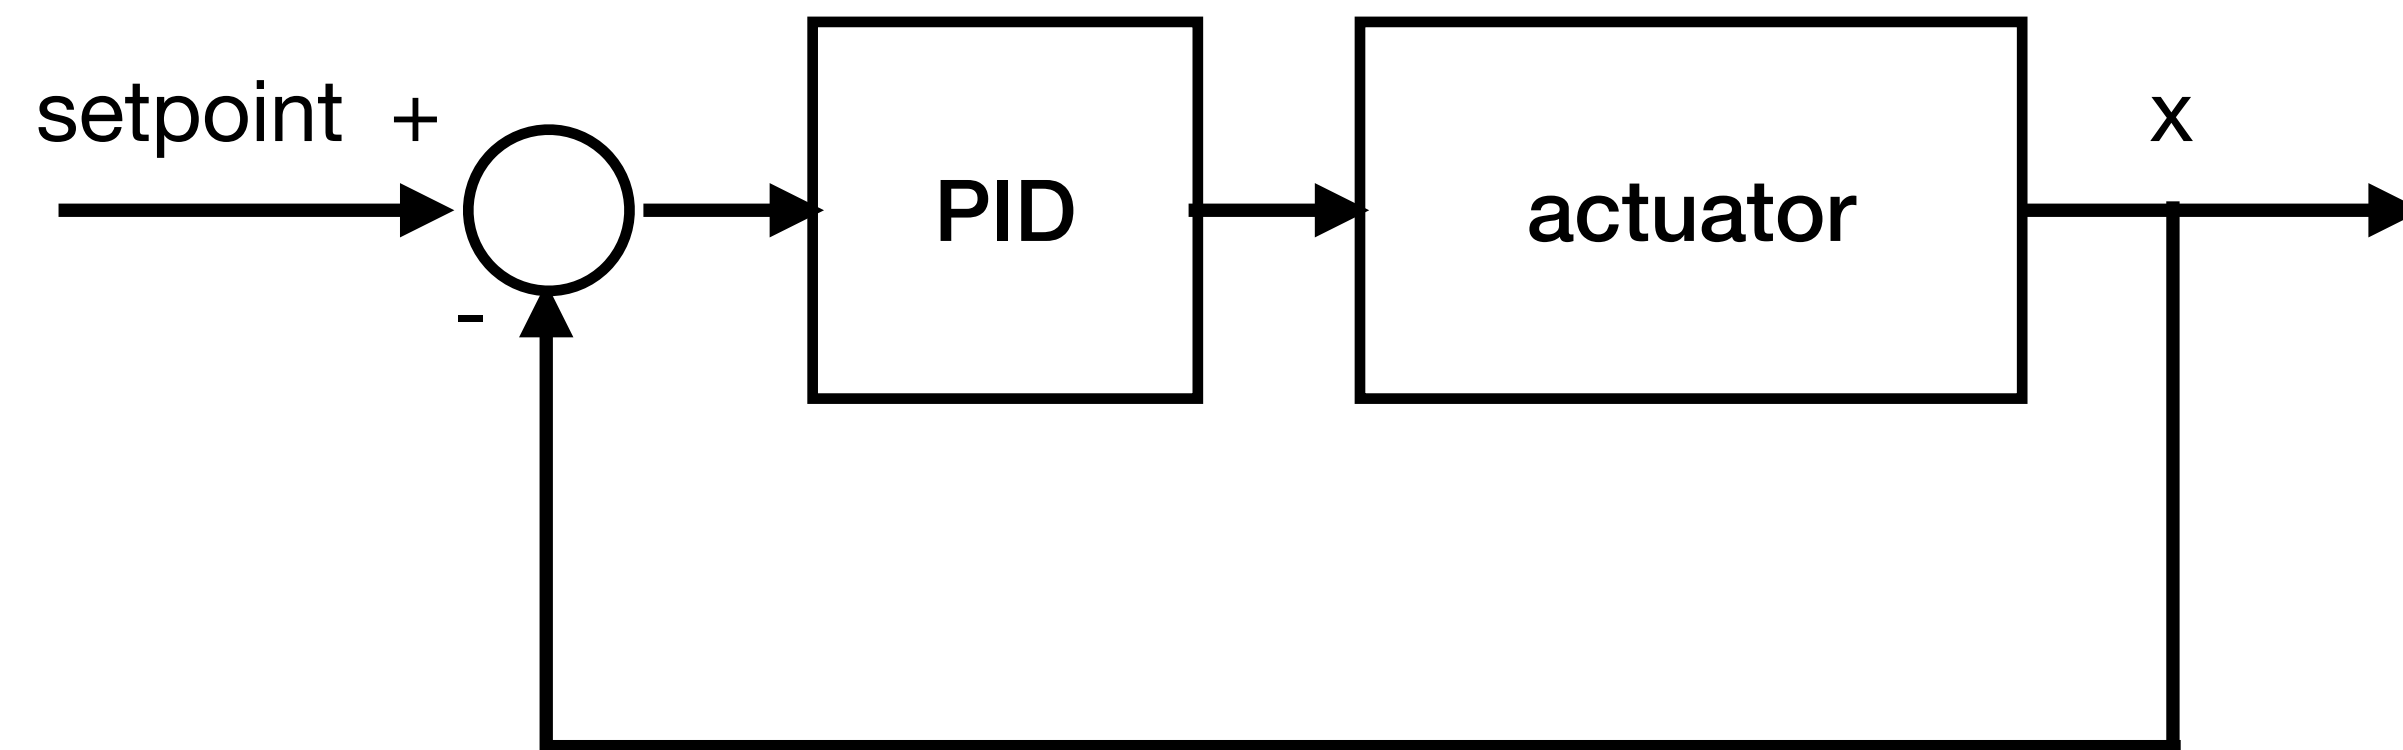 setpoint +
x
PID
actuator
-